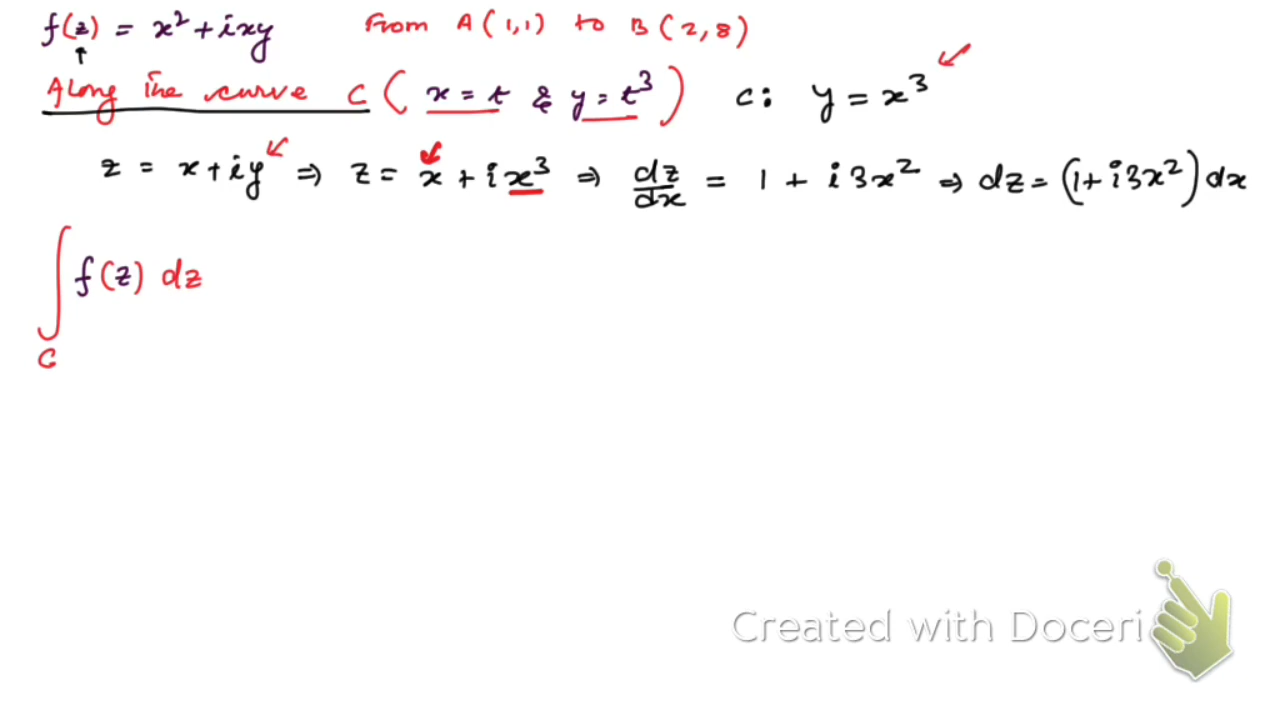 f(z) = x² + ixy From A(1,1) to B(2,8)
Along the curve C (x = t & y = t³) C: y = x³
z = x + iy ⇒ z = x + ix³ ⇒ dz/dx = 1 + i3x² ⇒ dz = (1 + i3x²) dx
∫_C f(z) dz
Created with Doceri